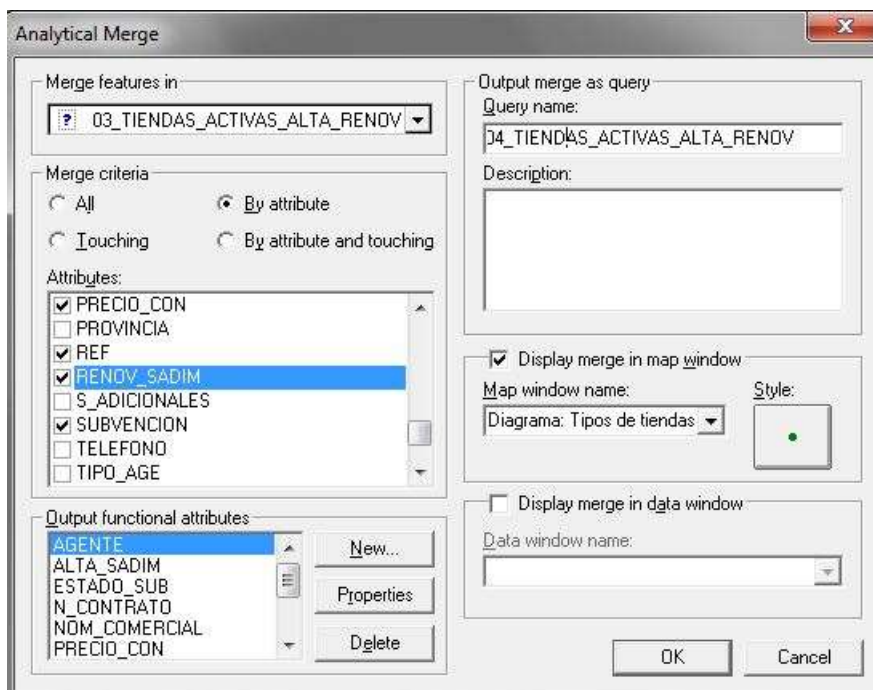 Analytical Merge
Merge features in
? 03_TIENDAS_ACTIVAS_ALTA_RENOV
Merge criteria
All
By attribute
Touching
By attribute and touching
Attributes:
PRECIO_CON
PROVINCIA
REF
RENOV_SADIM
S_ADICIONALES
SUBVENCION
TELEFONO
TIPO_AGE
Output functional attributes
AGENTE
ALTA_SADIM
ESTADO_SUB
N_CONTRATO
NOM_COMERCIAL
PRECIO_CON
New...
Properties
Delete
Output merge as query
Query name:
04_TIENDAS_ACTIVAS_ALTA_RENOV
Description:
Display merge in map window
Map window name:
Style:
Diagrama: Tipos de tiendas
Display merge in data window
Data window name:
OK
Cancel